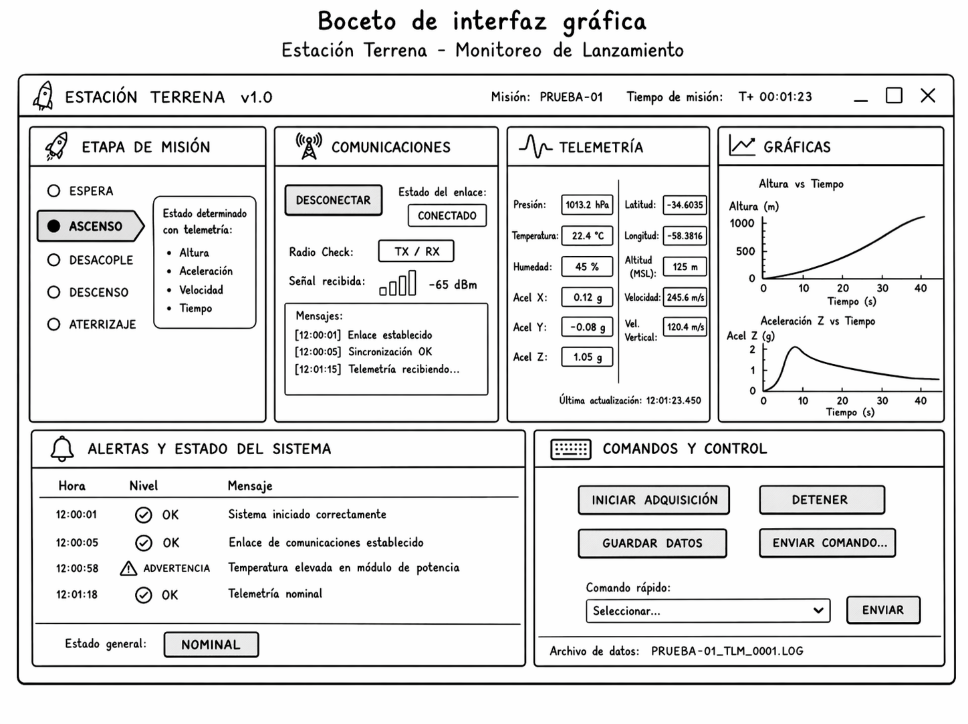 Boceto de interfaz gráfica
Estación Terrena - Monitoreo de Lanzamiento
ESTACIÓN TERRENA v1.0
Misión: PRUEBA-01
Tiempo de misión: T+ 00:01:23
ETAPA DE MISIÓN
ESPERA
ASCENSO
DESACOPLE
DESCENSO
ATERRIZAJE
Estado determinado
con telemetría:
• Altura
• Aceleración
• Velocidad
• Tiempo
COMUNICACIONES
DESCONECTAR
Estado del enlace:
CONECTADO
Radio Check: TX / RX
Señal recibida: -65 dBm
Mensajes:
[12:00:01] Enlace establecido
[12:00:05] Sincronización OK
[12:01:15] Telemetría recibiendo...
TELEMETRÍA
Presión: 1013.2 hPa
Temperatura: 22.4 °C
Humedad: 45 %
Acel X: 0.12 g
Acel Y: -0.08 g
Acel Z: 1.05 g
Latitud: -34.6035
Longitud: -58.3816
Altitud
(MSL): 125 m
Velocidad: 245.6 m/s
Vel.
Vertical: 120.4 m/s
Última actualización: 12:01:23.450
GRÁFICAS
Altura vs Tiempo
Altura (m)
1000
500
0
0 10 20 30 40
Tiempo (s)
Aceleración Z vs Tiempo
Acel Z (g)
2
1
0
0 10 20 30 40
Tiempo (s)
ALERTAS Y ESTADO DEL SISTEMA
Hora Nivel Mensaje
12:00:01 OK Sistema iniciado correctamente
12:00:05 OK Enlace de comunicaciones establecido
12:00:58 ADVERTENCIA Temperatura elevada en módulo de potencia
12:01:18 OK Telemetría nominal
Estado general: NOMINAL
COMANDOS Y CONTROL
INICIAR ADQUISICIÓN DETENER
GUARDAR DATOS ENVIAR COMANDO...
Comando rápido:
Seleccionar... ENVIAR
Archivo de datos: PRUEBA-01_TLM_0001.LOG